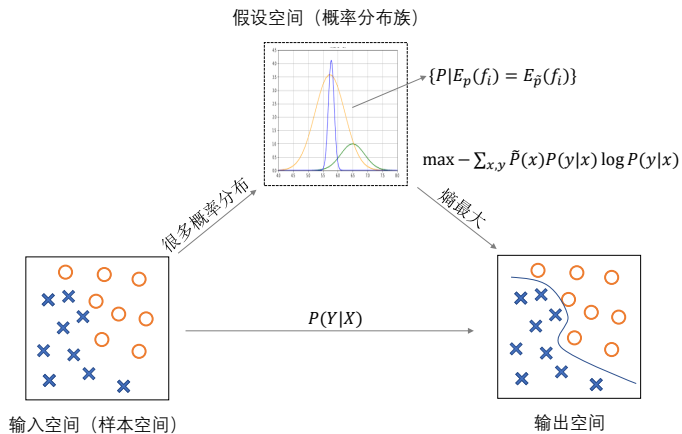 假设空间（概率分布族）
{P|E_p(f_i) = E_p̃(f_i)}
max − ∑_{x,y} P̃(x)P(y|x) log P(y|x)
很多概率分布
熵最大
P(Y|X)
输入空间（样本空间）
输出空间